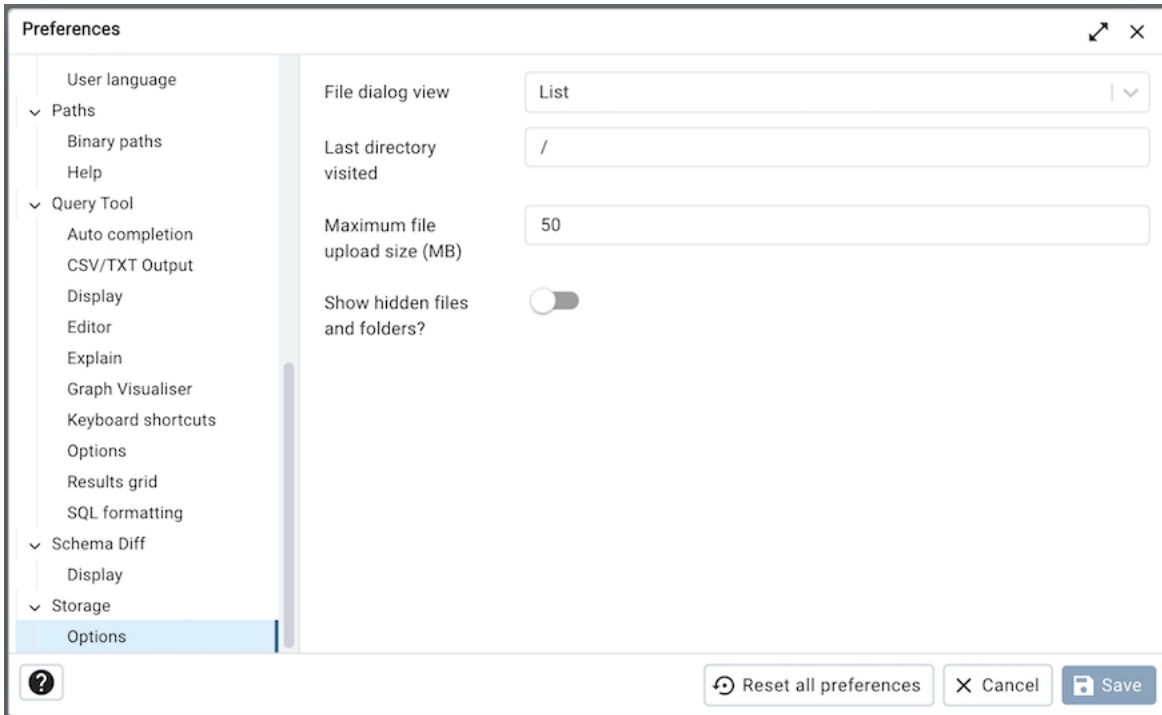 Preferences
User language
Paths
Binary paths
Help
Query Tool
Auto completion
CSV/TXT Output
Display
Editor
Explain
Graph Visualiser
Keyboard shortcuts
Options
Results grid
SQL formatting
Schema Diff
Display
Storage
Options
File dialog view
List
Last directory
visited
/
Maximum file
upload size (MB)
50
Show hidden files
and folders?
?
Reset all preferences
Cancel
Save